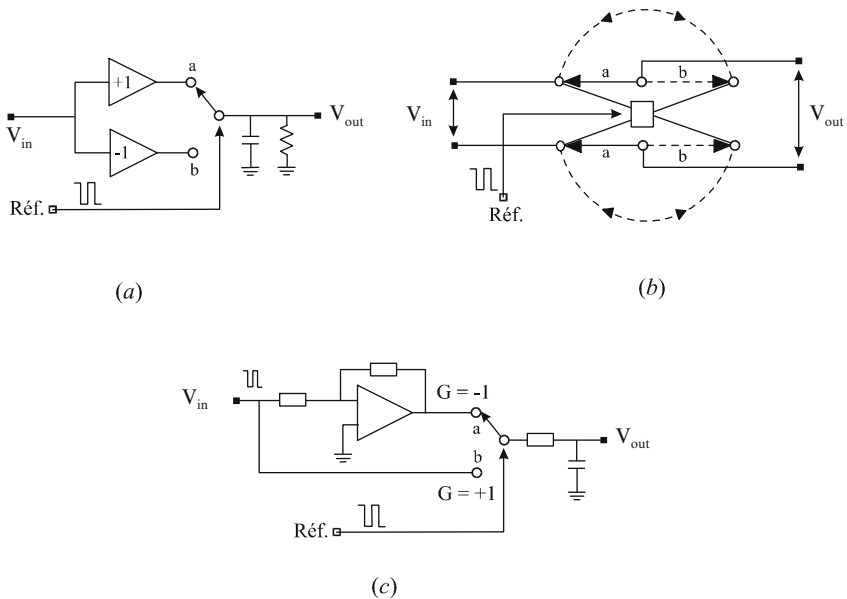 +1
a
V_in
V_out
-1
b
Réf.
(a)
a
b
V_in
V_out
a
b
Réf.
(b)
V_in
G = -1
a
V_out
b
G = +1
Réf.
(c)